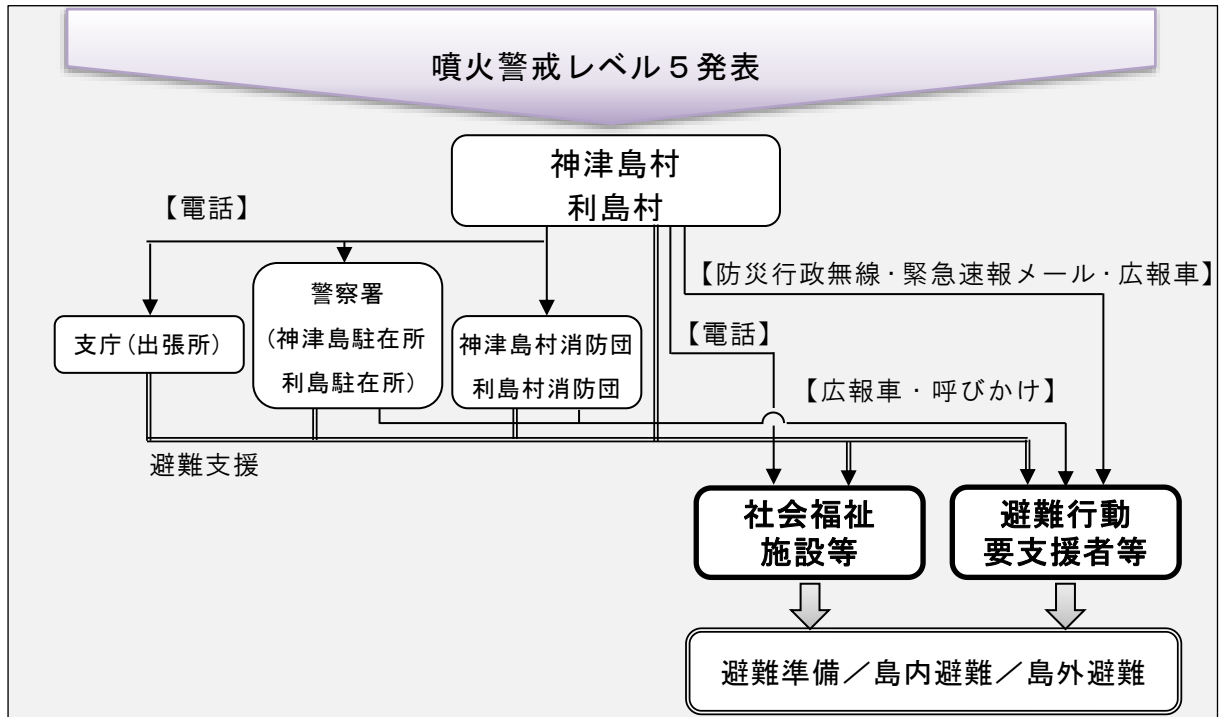 噴火警戒レベル5発表
神津島村
利島村
【電話】
【防災行政無線・緊急速報メール・広報車】
警察署
(神津島駐在所
利島駐在所)
支庁(出張所)
神津島村消防団
利島村消防団
【電話】
【広報車・呼びかけ】
避難支援
社会福祉
施設等
避難行動
要支援者等
避難準備／島内避難／島外避難